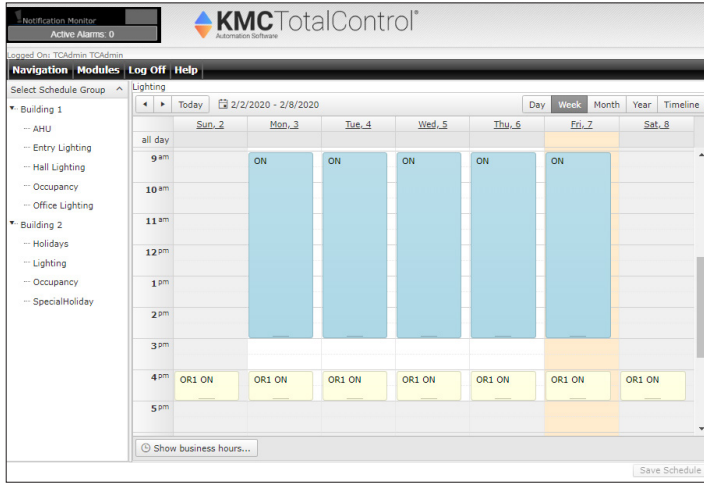 Notification Monitor
Active Alarms: 0
KMCTotalControl®
Automation Software
Logged On: TCAdmin TCAdmin
Navigation Modules Log Off Help
Select Schedule Group
Lighting
Today 2/2/2020 - 2/8/2020 Day Week Month Year Timeline
Building 1
AHU
Entry Lighting
Hall Lighting
Occupancy
Office Lighting
Building 2
Holidays
Lighting
Occupancy
SpecialHoliday
Sun, 2 Mon, 3 Tue, 4 Wed, 5 Thu, 6 Fri, 7 Sat, 8
all day
9 am ON ON ON ON ON
10 am
11 am
12 pm
1 pm
2 pm
3 pm
4 pm OR1 ON OR1 ON OR1 ON OR1 ON OR1 ON OR1 ON OR1 ON
5 pm
Show business hours...
Save Schedule